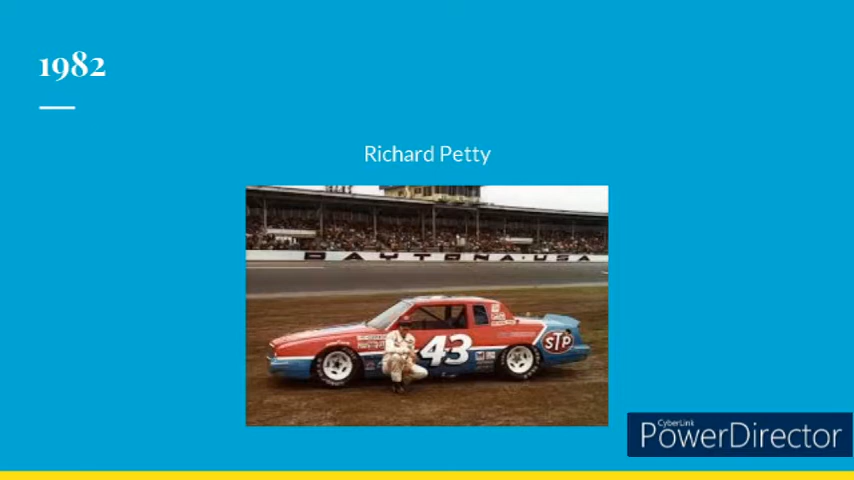 1982
Richard Petty
DAYTONA·USA
43
STP
CyberLink
PowerDirector